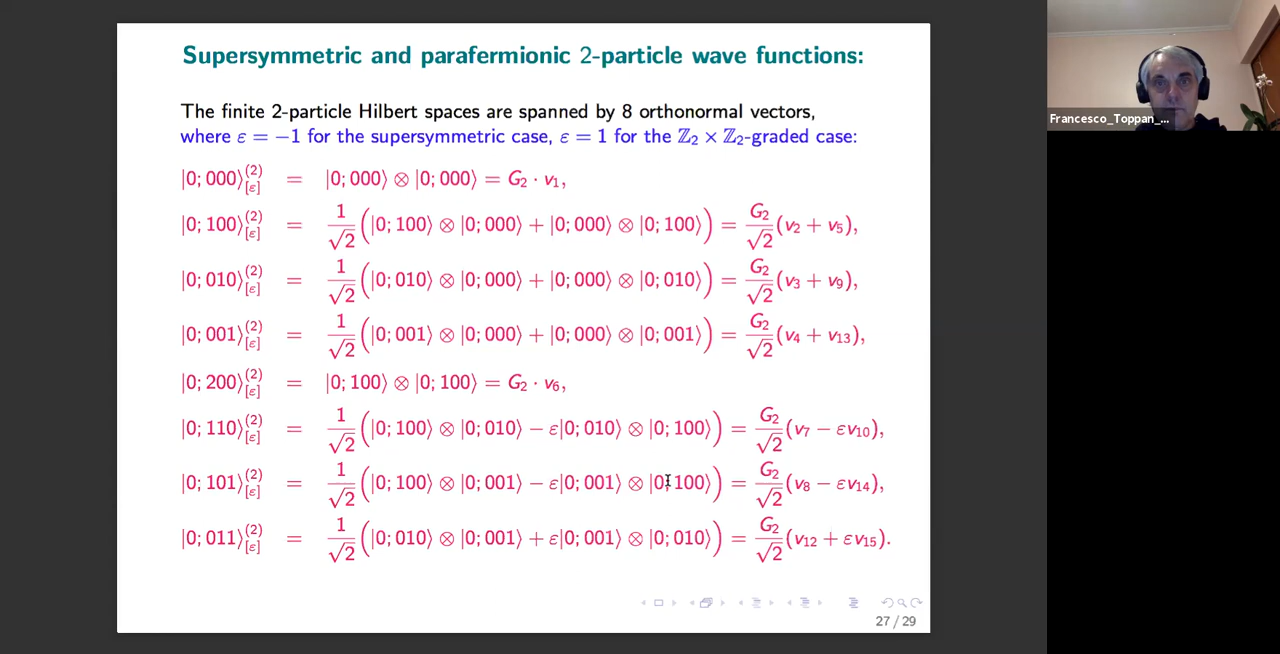 Supersymmetric and parafermionic 2-particle wave functions:
The finite 2-particle Hilbert spaces are spanned by 8 orthonormal vectors,
where ε = −1 for the supersymmetric case, ε = 1 for the ℤ₂ × ℤ₂-graded case:
|0; 000⟩^{(2)}_{[ε]} = |0; 000⟩ ⊗ |0; 000⟩ = G₂ · v₁,
|0; 100⟩^{(2)}_{[ε]} = 1/√2 (|0; 100⟩ ⊗ |0; 000⟩ + |0; 000⟩ ⊗ |0; 100⟩) = G₂/√2 (v₂ + v₅),
|0; 010⟩^{(2)}_{[ε]} = 1/√2 (|0; 010⟩ ⊗ |0; 000⟩ + |0; 000⟩ ⊗ |0; 010⟩) = G₂/√2 (v₃ + v₉),
|0; 001⟩^{(2)}_{[ε]} = 1/√2 (|0; 001⟩ ⊗ |0; 000⟩ + |0; 000⟩ ⊗ |0; 001⟩) = G₂/√2 (v₄ + v₁₃),
|0; 200⟩^{(2)}_{[ε]} = |0; 100⟩ ⊗ |0; 100⟩ = G₂ · v₆,
|0; 110⟩^{(2)}_{[ε]} = 1/√2 (|0; 100⟩ ⊗ |0; 010⟩ − ε|0; 010⟩ ⊗ |0; 100⟩) = G₂/√2 (v₇ − εv₁₀),
|0; 101⟩^{(2)}_{[ε]} = 1/√2 (|0; 100⟩ ⊗ |0; 001⟩ − ε|0; 001⟩ ⊗ |0; 100⟩) = G₂/√2 (v₈ − εv₁₄),
|0; 011⟩^{(2)}_{[ε]} = 1/√2 (|0; 010⟩ ⊗ |0; 001⟩ + ε|0; 001⟩ ⊗ |0; 010⟩) = G₂/√2 (v₁₂ + εv₁₅).
27 / 29
Francesco_Toppan_...